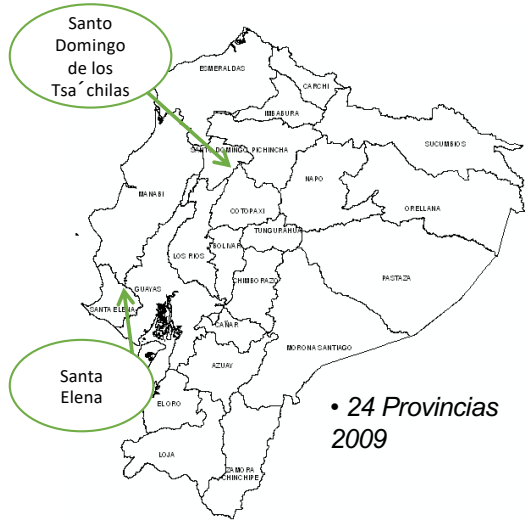 Santo
Domingo
de los
Tsa´chilas
ESMERALDAS
CARCHI
IMBABURA
SUCUMBIOS
SANTO DOMINGO PICHINCHA
NAPO
MANABI
ORELLANA
COTOPAXI
TUNGURAHUA
BOLIVAR
LOS RIOS
PASTAZA
CHIMBORAZO
GUAYAS
SANTA ELENA
CAÑAR
MORONA SANTIAGO
AZUAY
Santa
Elena
EL ORO
• 24 Provincias
2009
LOJA
ZAMORA
CHINCHIPE